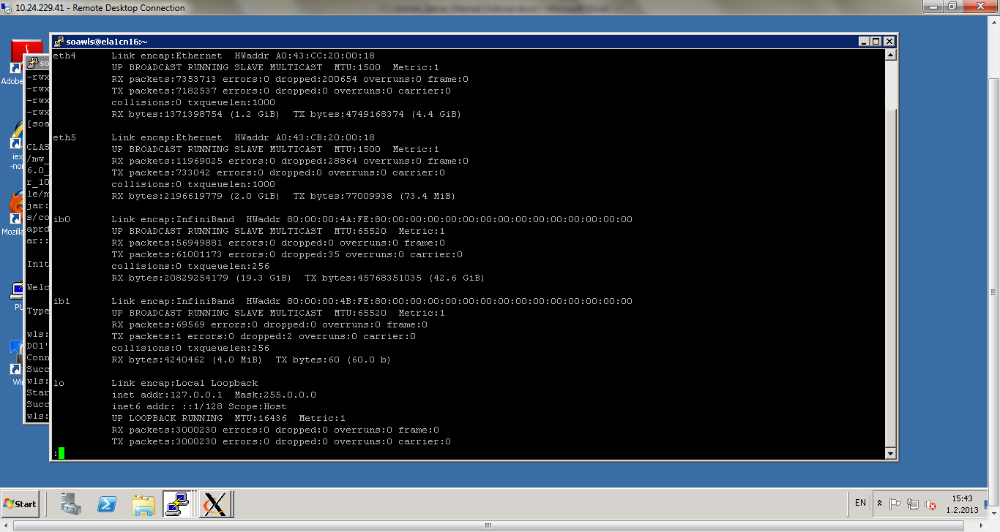 10.24.229.41 - Remote Desktop Connection
soawls@ela1cn16:~
eth4 Link encap:Ethernet HWaddr A0:43:CC:20:00:18
UP BROADCAST RUNNING SLAVE MULTICAST MTU:1500 Metric:1
RX packets:7353713 errors:0 dropped:200654 overruns:0 frame:0
TX packets:7182537 errors:0 dropped:0 overruns:0 carrier:0
collisions:0 txqueuelen:1000
RX bytes:1371398754 (1.2 GiB) TX bytes:4749168374 (4.4 GiB)
eth5 Link encap:Ethernet HWaddr A0:43:CB:20:00:18
UP BROADCAST RUNNING SLAVE MULTICAST MTU:1500 Metric:1
RX packets:11969025 errors:0 dropped:28864 overruns:0 frame:0
TX packets:733042 errors:0 dropped:0 overruns:0 carrier:0
collisions:0 txqueuelen:1000
RX bytes:2196619779 (2.0 GiB) TX bytes:77009938 (73.4 MiB)
ib0 Link encap:InfiniBand HWaddr 80:00:00:4A:FE:80:00:00:00:00:00:00:00:00:00:00:00:00:00:00
UP BROADCAST RUNNING SLAVE MULTICAST MTU:65520 Metric:1
RX packets:56949881 errors:0 dropped:0 overruns:0 frame:0
TX packets:61001173 errors:0 dropped:35 overruns:0 carrier:0
collisions:0 txqueuelen:256
RX bytes:20829254179 (19.3 GiB) TX bytes:45768351035 (42.6 GiB)
ib1 Link encap:InfiniBand HWaddr 80:00:00:4B:FE:80:00:00:00:00:00:00:00:00:00:00:00:00:00:00
UP BROADCAST RUNNING SLAVE MULTICAST MTU:65520 Metric:1
RX packets:69569 errors:0 dropped:0 overruns:0 frame:0
TX packets:1 errors:0 dropped:2 overruns:0 carrier:0
collisions:0 txqueuelen:256
RX bytes:4240462 (4.0 MiB) TX bytes:60 (60.0 b)
lo Link encap:Local Loopback
inet addr:127.0.0.1 Mask:255.0.0.0
inet6 addr: ::1/128 Scope:Host
UP LOOPBACK RUNNING MTU:16436 Metric:1
RX packets:3000230 errors:0 dropped:0 overruns:0 frame:0
TX packets:3000230 errors:0 dropped:0 overruns:0 carrier:0
:
so
-rwx
-rwx
-rwx
-rwx
[soa
CLAS
/mw_
6.0_
r_10
le/m
jar:
s/co
aprd
ar::
Init
Welc
Type
wls:
DO1'
Conn
Succ
wls:
Star
Succ
wls:
Adobe
iex
-nor
Mozilla
PU
Wi
Start
EN
15:43
1.2.2013